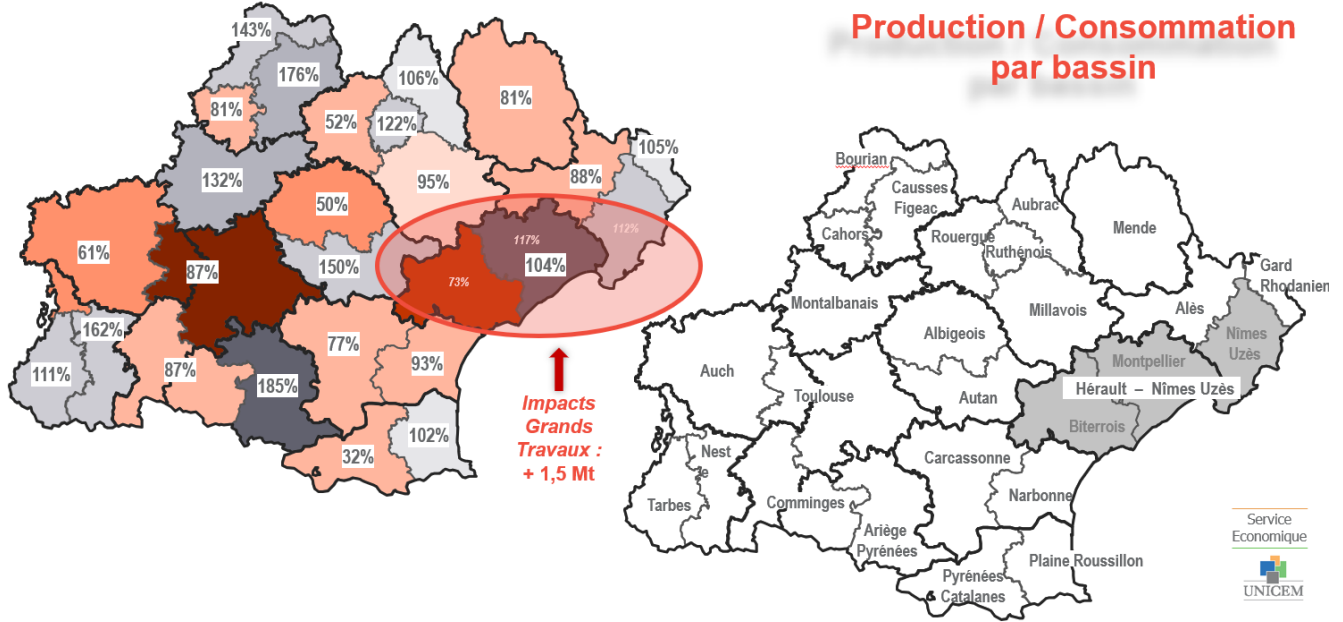 Production / Consommation
par bassin
143%
176%
106%
81%
81%
52%
122%
105%
88%
132%
95%
50%
112%
61%
87%
150%
117%
104%
73%
162%
77%
93%
111%
87%
185%
102%
32%
Impacts
Grands
Travaux :
+ 1,5 Mt
Bourian
Causses
Figeac
Aubrac
Mende
Cahors
Rouergue
Ruthénois
Gard
Rhodanien
Montalbanais
Millavois
Alès
Albigeois
Nîmes
Uzès
Montpellier
Auch
Hérault – Nîmes Uzès
Toulouse
Autan
Biterrois
Nest
e
Carcassonne
Tarbes
Comminges
Narbonne
Ariège
Pyrénées
Plaine Roussillon
Pyrénées
Catalanes
Service
Economique
UNICEM